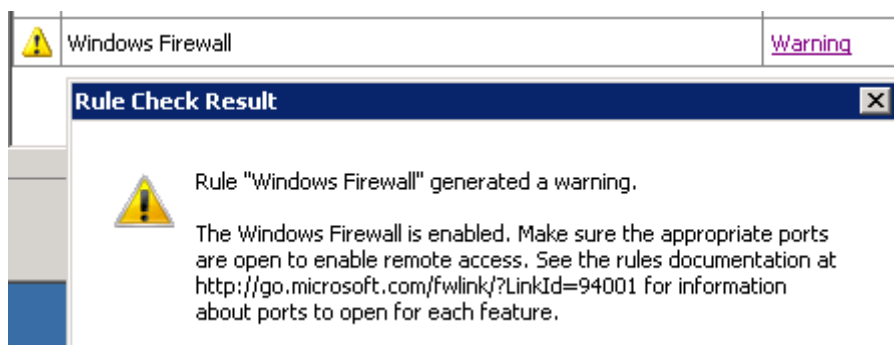 Windows Firewall Warning
Rule Check Result
Rule "Windows Firewall" generated a warning.
The Windows Firewall is enabled. Make sure the appropriate ports
are open to enable remote access. See the rules documentation at
http://go.microsoft.com/fwlink/?LinkId=94001 for information
about ports to open for each feature.